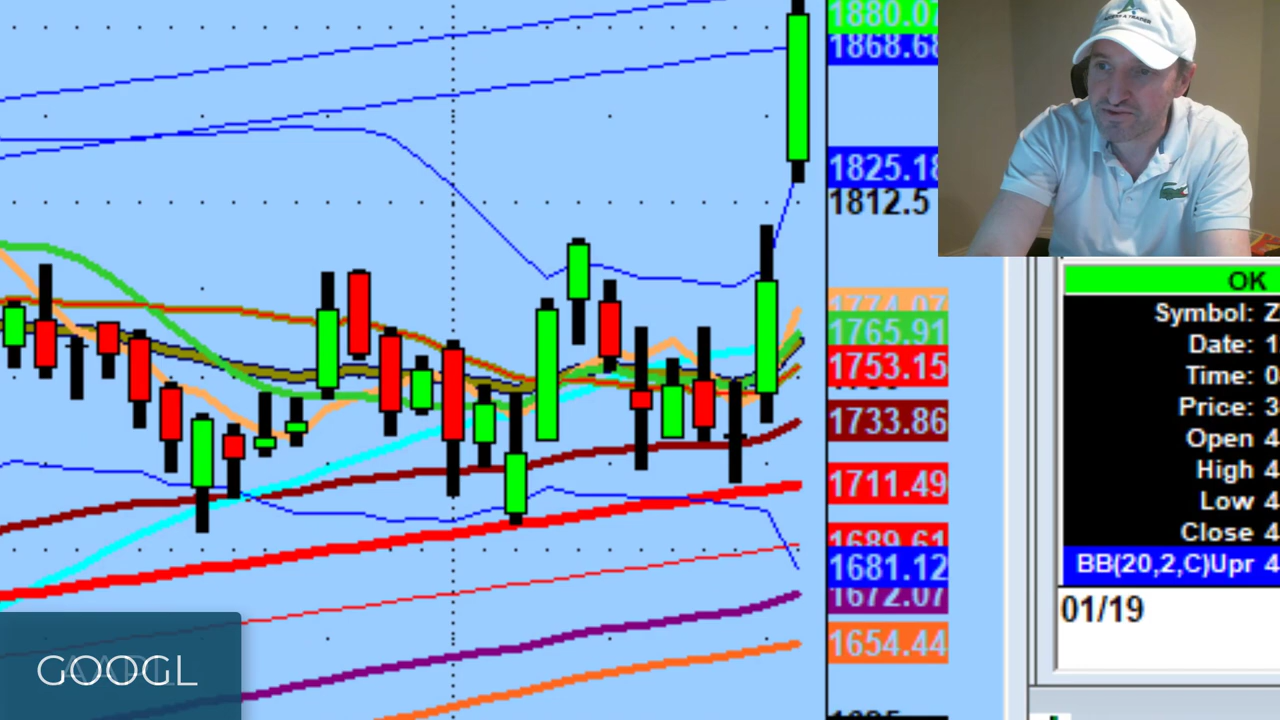 1880.07
1868.68
1825.18
1812.5
1774.07
1765.91
1753.15
1733.86
1711.49
1689.61
1681.12
1672.07
1654.44
OK
Symbol: Z
Date: 1
Time: 0
Price: 3
Open 4
High 4
Low 4
Close 4
BB(20,2,C)Upr 4
01/19
GOOGL